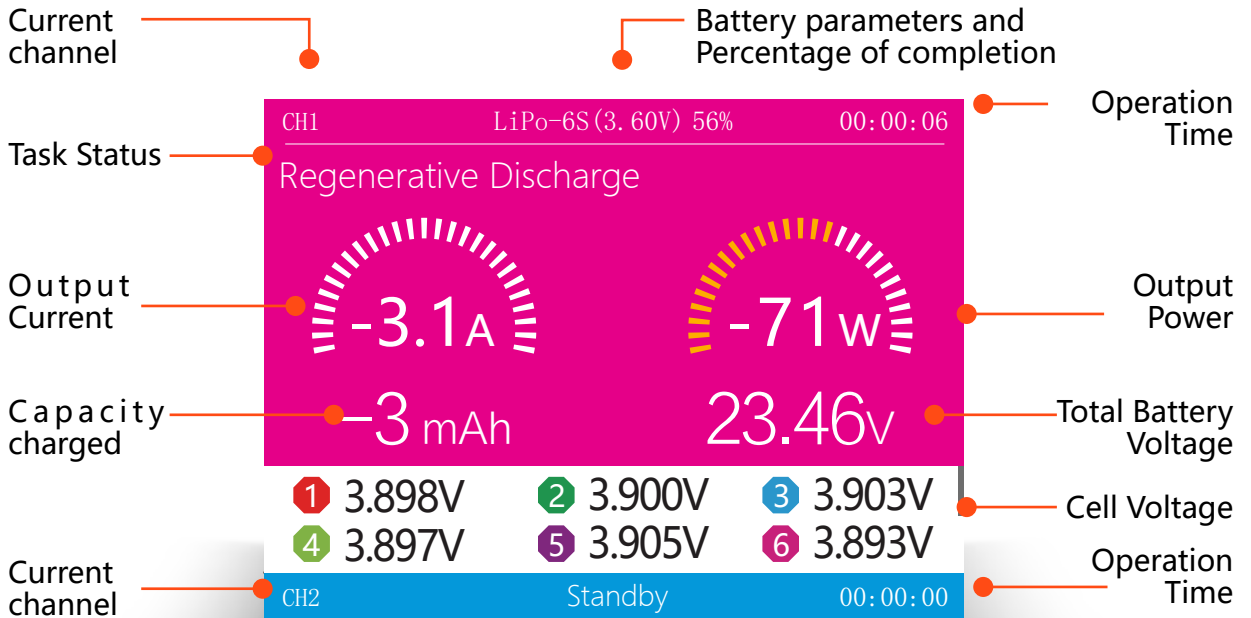 Current
channel
Battery parameters and
Percentage of completion
Operation
Time
CH1 LiPo-6S(3.60V) 56% 00:00:06
Task Status
Regenerative Discharge
Output
Current
-3.1A
-71W
Output
Power
Capacity
charged
-3 mAh
23.46V
Total Battery
Voltage
1 3.898V 2 3.900V 3 3.903V
Cell Voltage
4 3.897V 5 3.905V 6 3.893V
Current
channel
CH2 Standby 00:00:00
Operation
Time